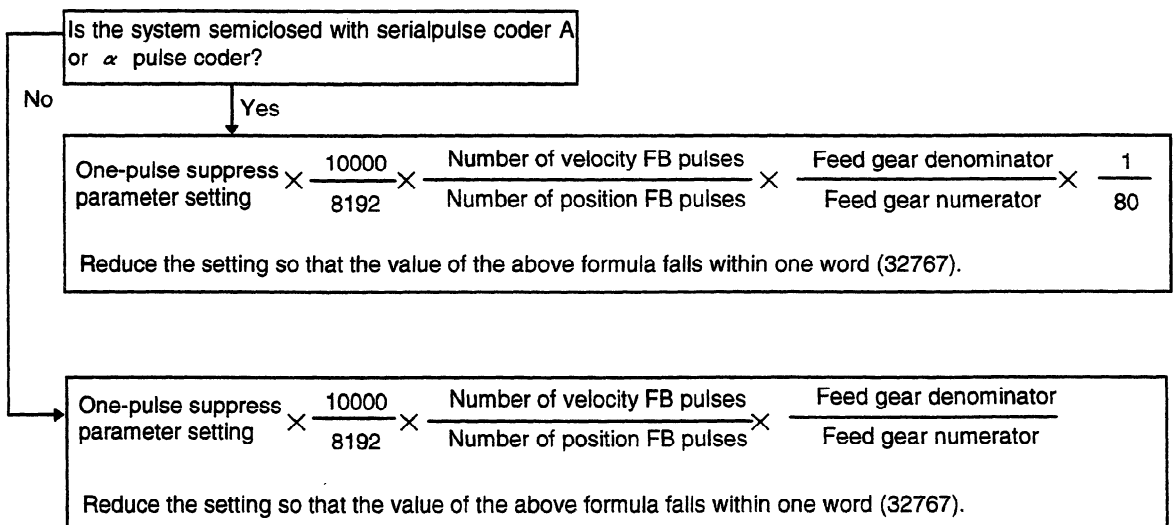 Is the system semiclosed with serialpulse coder A
or α pulse coder?
No
Yes
One-pulse suppress parameter setting × 10000/8192 × Number of velocity FB pulses/Number of position FB pulses × Feed gear denominator/Feed gear numerator × 1/80
Reduce the setting so that the value of the above formula falls within one word (32767).
One-pulse suppress parameter setting × 10000/8192 × Number of velocity FB pulses/Number of position FB pulses × Feed gear denominator/Feed gear numerator
Reduce the setting so that the value of the above formula falls within one word (32767).